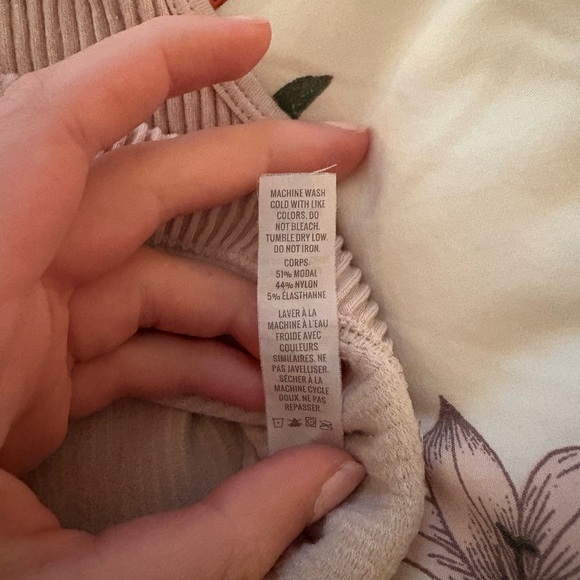 MACHINE WASH
COLD WITH LIKE
COLORS. DO
NOT BLEACH.
TUMBLE DRY LOW.
DO NOT IRON.
CORPS:
51% MODAL
44% NYLON
5% ÉLASTHANNE
LAVER À LA
MACHINE À L'EAU
FROIDE AVEC
COULEURS
SIMILAIRES. NE
PAS JAVELLISER.
SÉCHER À LA
MACHINE CYCLE
DOUX. NE PAS
REPASSER.